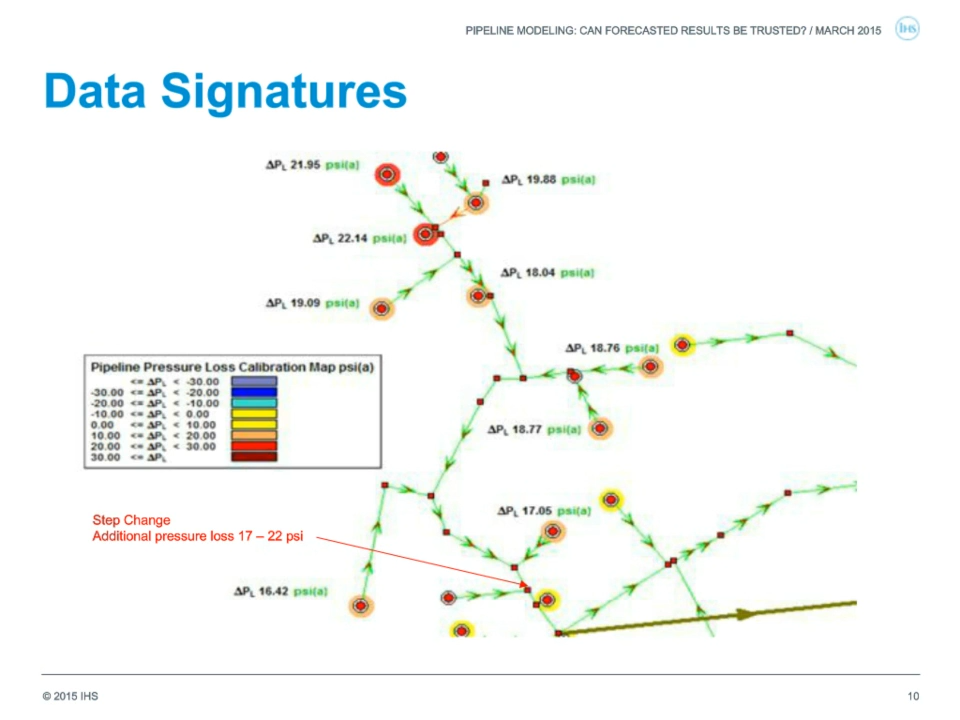 PIPELINE MODELING: CAN FORECASTED RESULTS BE TRUSTED? / MARCH 2015
IHS
Data Signatures
ΔPL 21.95 psi(a)
ΔPL 19.88 psi(a)
ΔPL 22.14 psi(a)
ΔPL 18.04 psi(a)
ΔPL 19.09 psi(a)
ΔPL 18.76 psi(a)
Pipeline Pressure Loss Calibration Map psi(a)
<= ΔPL < -30.00
-30.00 <= ΔPL < -20.00
-20.00 <= ΔPL < -10.00
-10.00 <= ΔPL < 0.00
0.00 <= ΔPL < 10.00
10.00 <= ΔPL < 20.00
20.00 <= ΔPL < 30.00
30.00 <= ΔPL
ΔPL 18.77 psi(a)
ΔPL 17.05 psi(a)
Step Change
Additional pressure loss 17 – 22 psi
ΔPL 16.42 psi(a)
© 2015 IHS
10